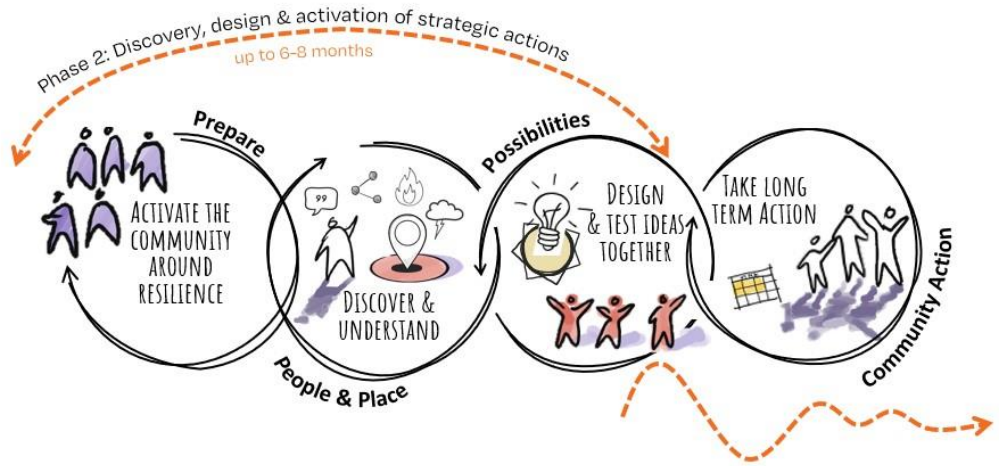 Phase 2: Discovery, design & activation of strategic actions
up to 6-8 months
Prepare
ACTIVATE THE
COMMUNITY
AROUND
RESILIENCE
99
DISCOVER &
UNDERSTAND
People & Place
Possibilities
DESIGN
& TEST IDEAS
TOGETHER
TAKE LONG
TERM ACTION
Community Action